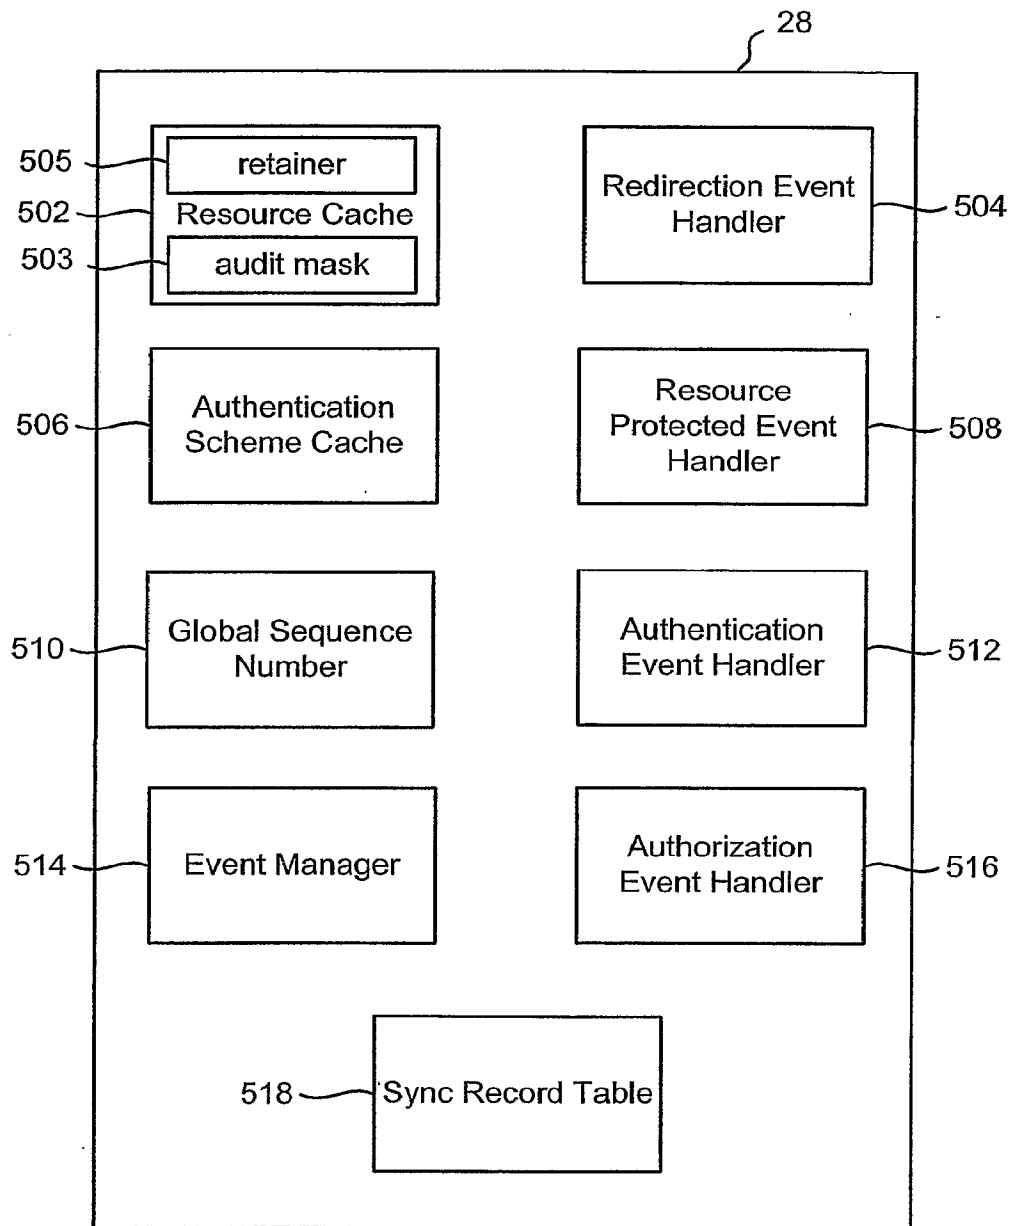 28
505
retainer
502
Resource Cache
503
audit mask
Redirection Event
Handler
504
506
Authentication
Scheme Cache
Resource
Protected Event
Handler
508
510
Global Sequence
Number
Authentication
Event Handler
512
514
Event Manager
Authorization
Event Handler
516
518
Sync Record Table